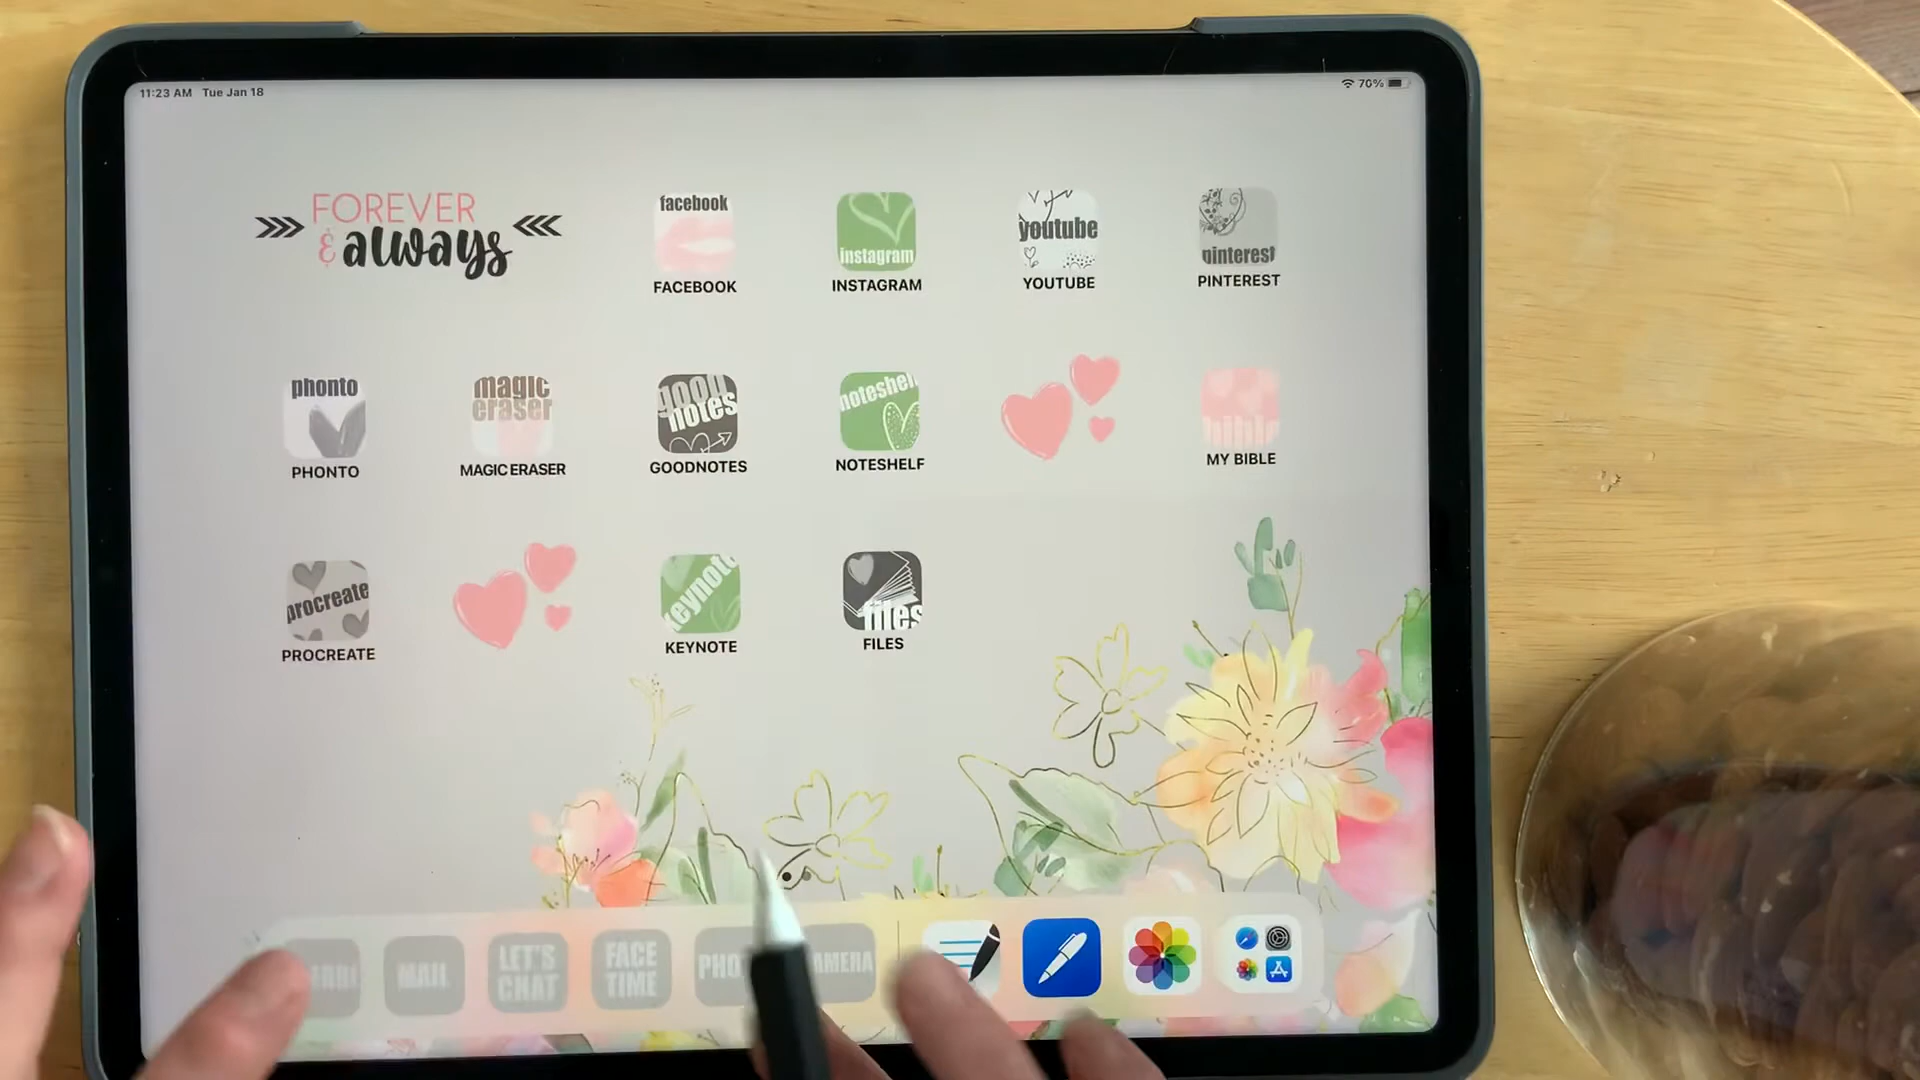 11:23 AM Tue Jan 18
70%
FOREVER
& always
facebook
FACEBOOK
instagram
INSTAGRAM
youtube
YOUTUBE
pinterest
PINTEREST
phonto
PHONTO
magic
eraser
MAGIC ERASER
good
notes
GOODNOTES
noteshelf
NOTESHELF
bible
MY BIBLE
procreate
PROCREATE
keynote
KEYNOTE
files
FILES
MAIL
LET'S
CHAT
FACE
TIME